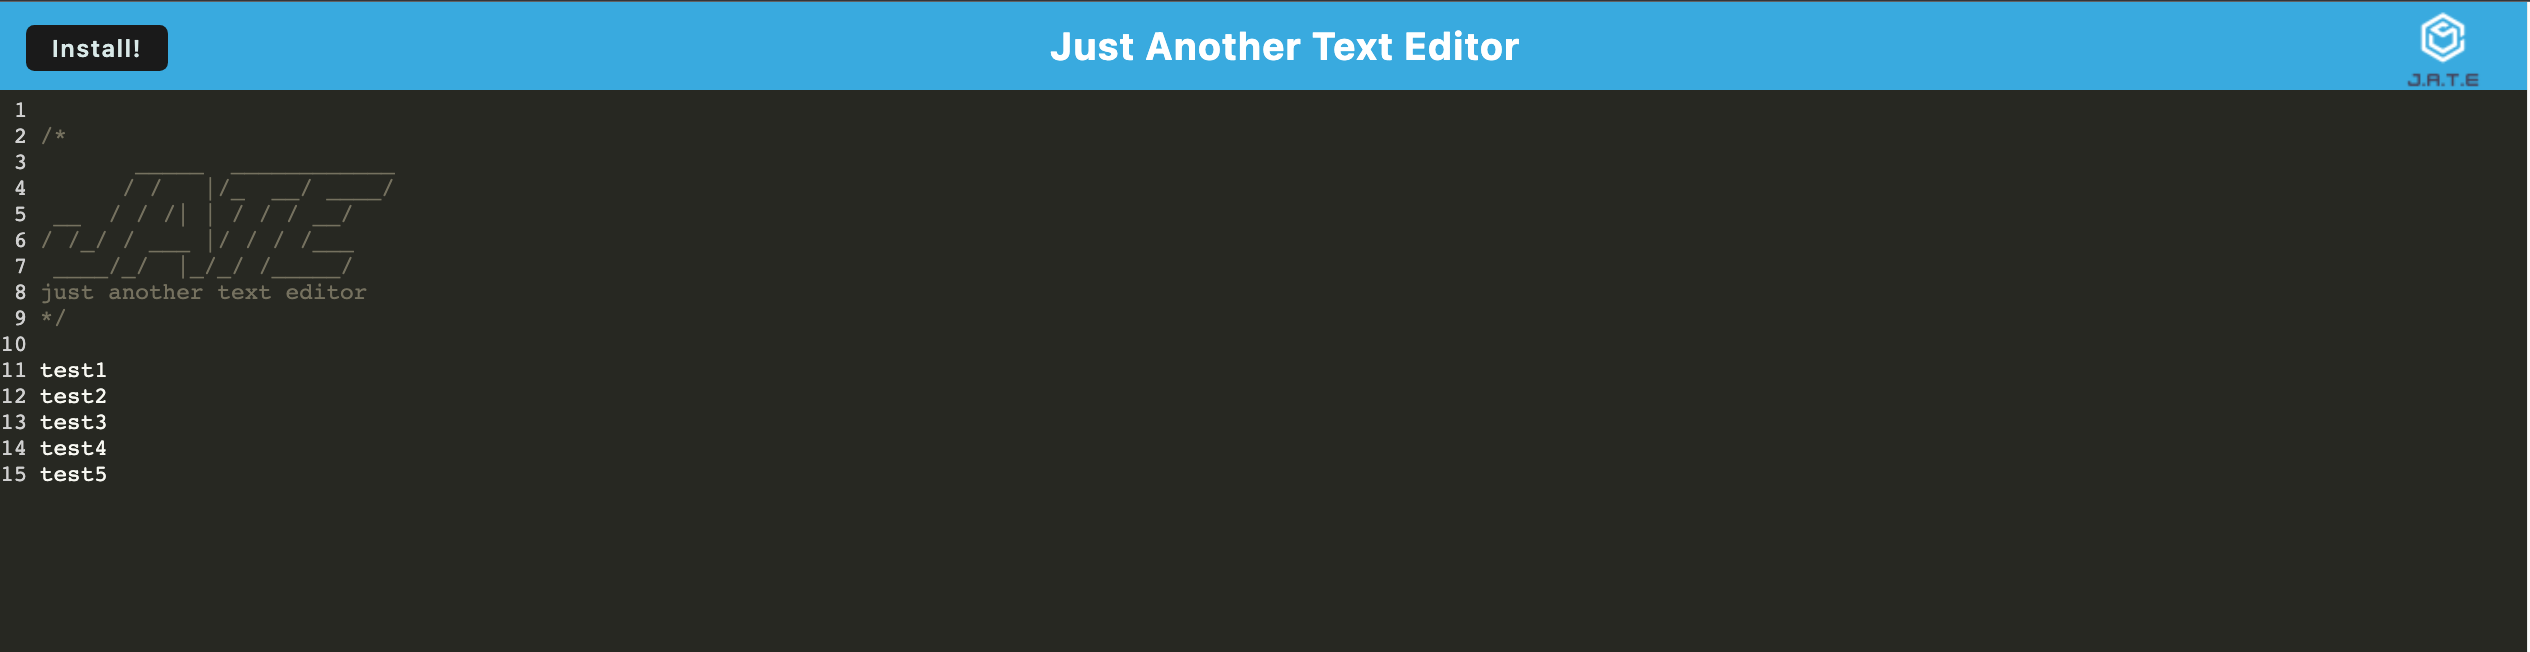 Install!
Just Another Text Editor
J.A.T.E
1
2 /*
3        _____  ____________
4       / /   |/_  __/ ____/
5  __  / / /| | / / / __/
6 / /_/ / ___ |/ / / /___
7  ____/_/  |_/_/ /_____/
8 just another text editor
9 */
10
11 test1
12 test2
13 test3
14 test4
15 test5